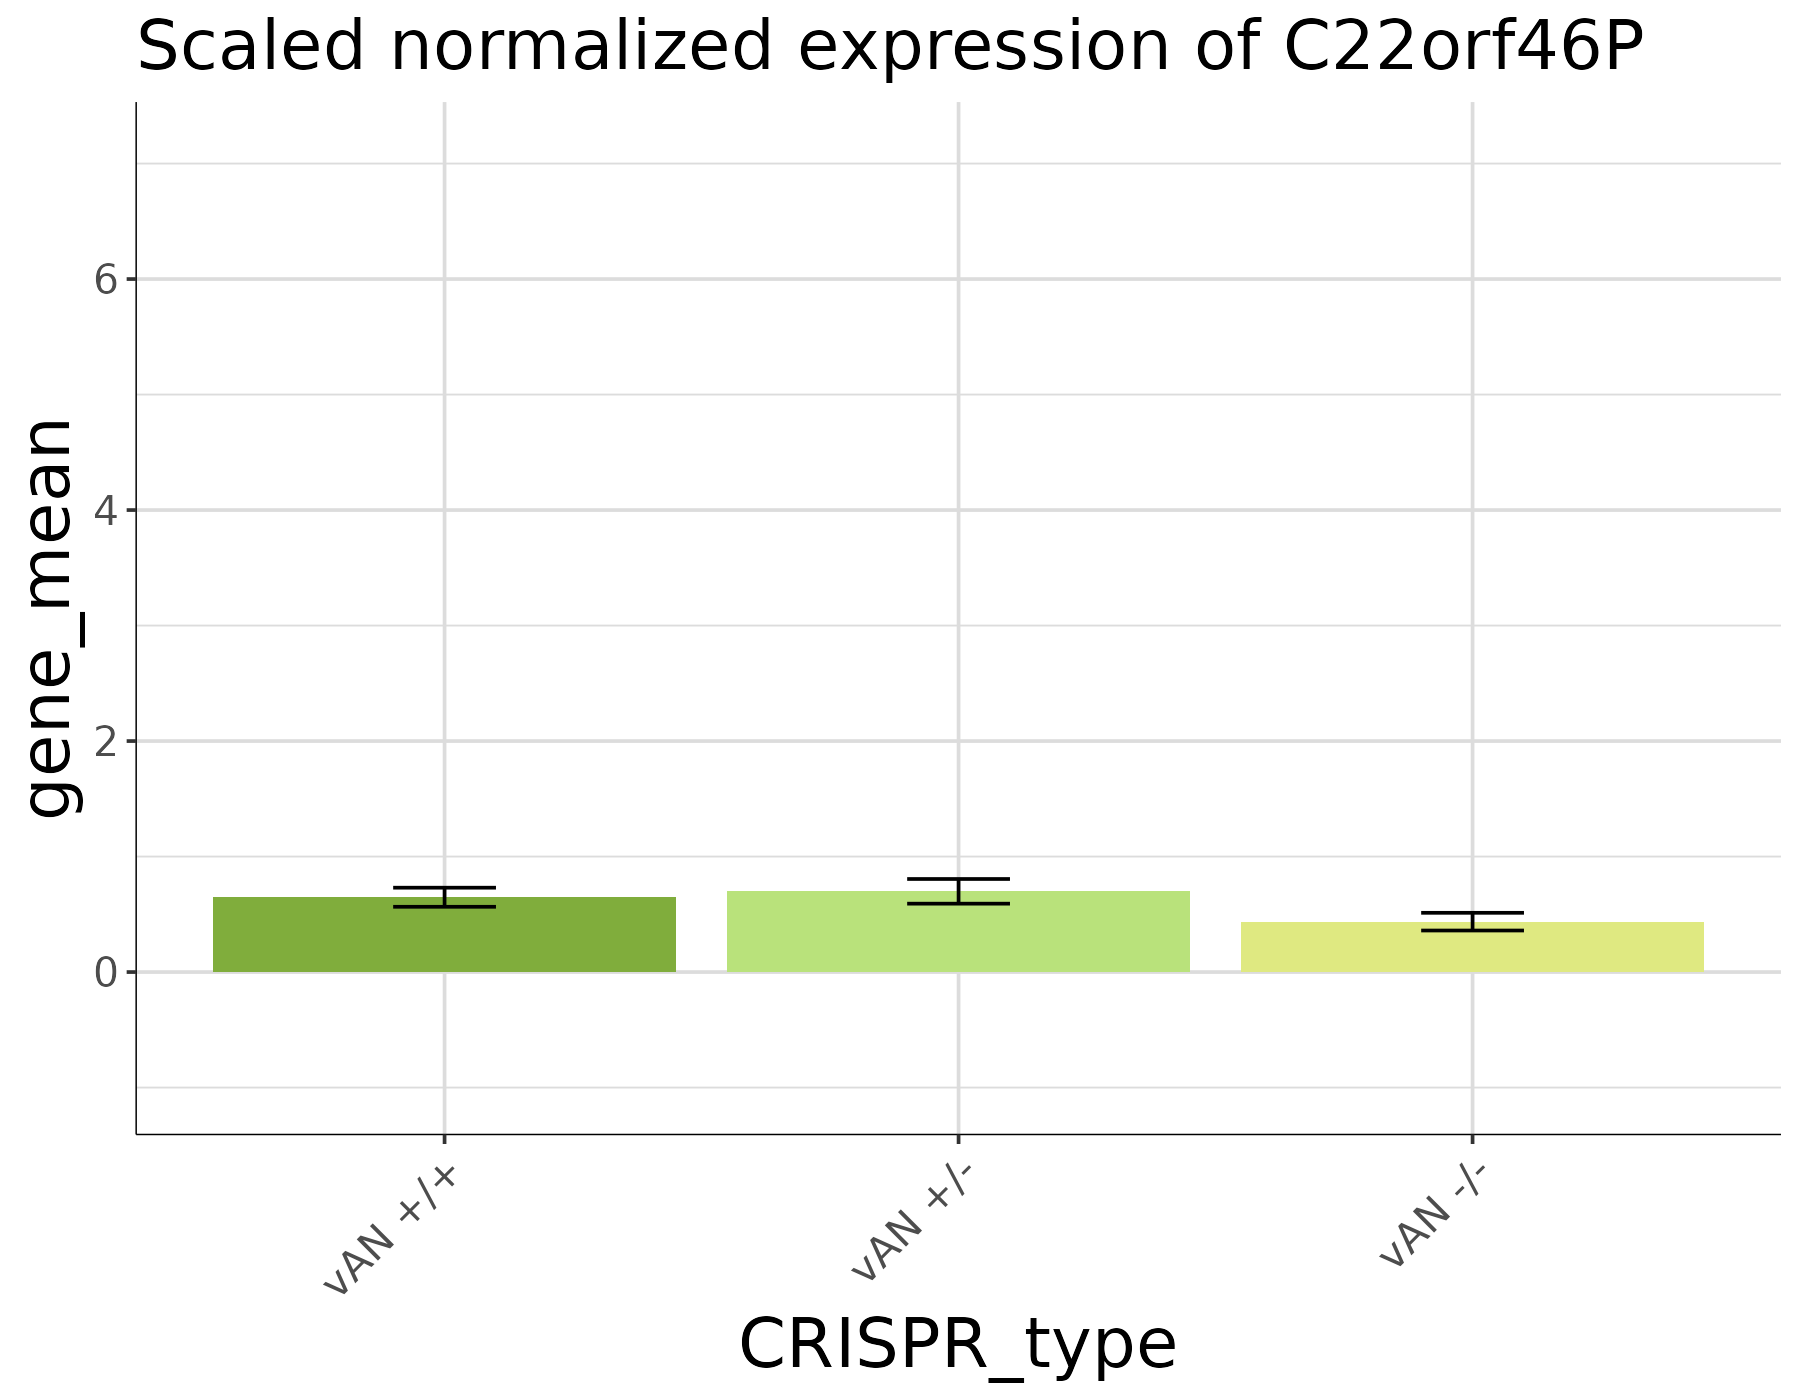 Scaled normalized expression of C22orf46P
gene_mean
6
4
2
0
vAN +/+
vAN +/-
vAN -/-
CRISPR_type